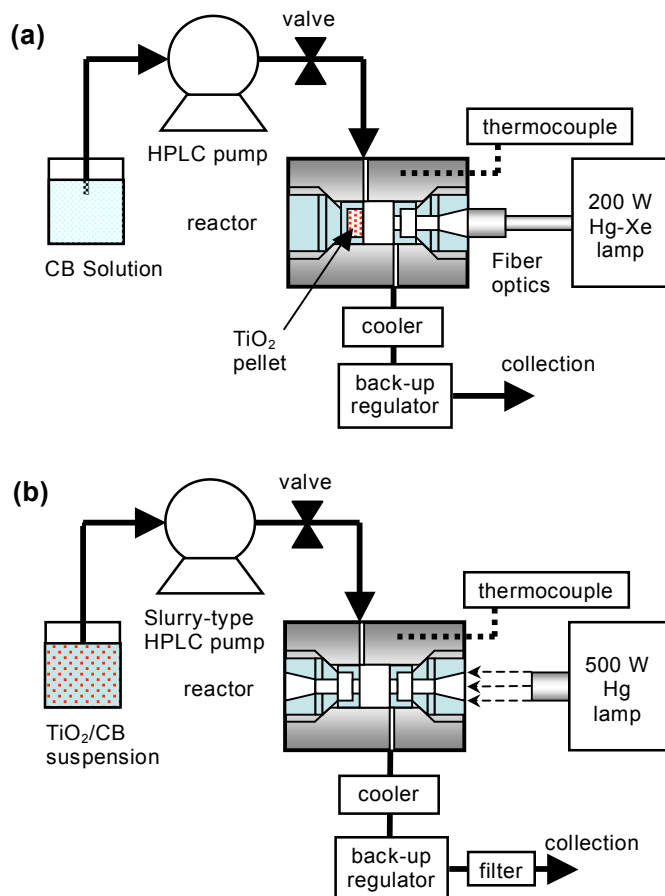 (a)
valve
HPLC pump
CB Solution
reactor
thermocouple
200 W
Hg-Xe
lamp
Fiber
optics
TiO₂
pellet
cooler
back-up
regulator
collection
(b)
valve
Slurry-type
HPLC pump
TiO₂/CB
suspension
reactor
thermocouple
500 W
Hg
lamp
cooler
back-up
regulator
filter
collection